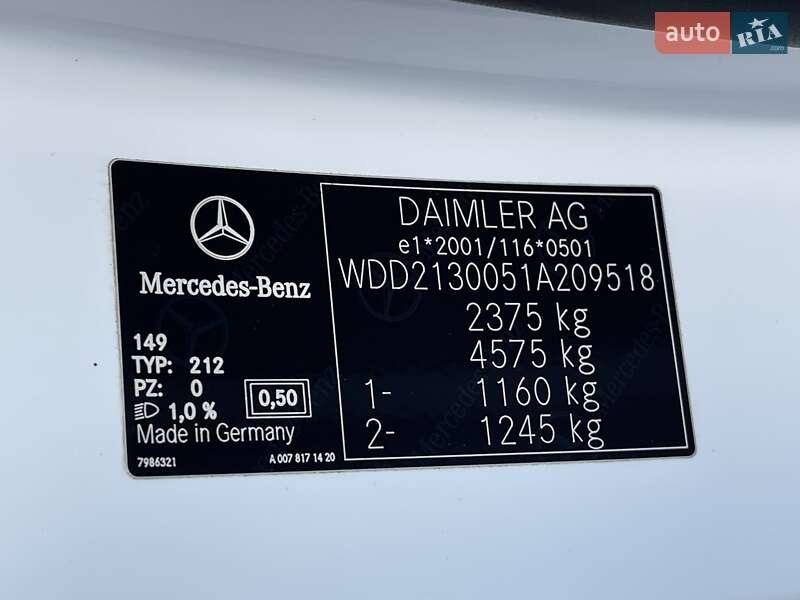 auto RIA
.com
DAIMLER AG
e1*2001/116*0501
WDD2130051A209518
2375 kg
4575 kg
1- 1160 kg
2- 1245 kg
Mercedes-Benz
149
TYP: 212
PZ: 0
1,0 %
0,50
Made in Germany
7986321
A 007 817 14 20